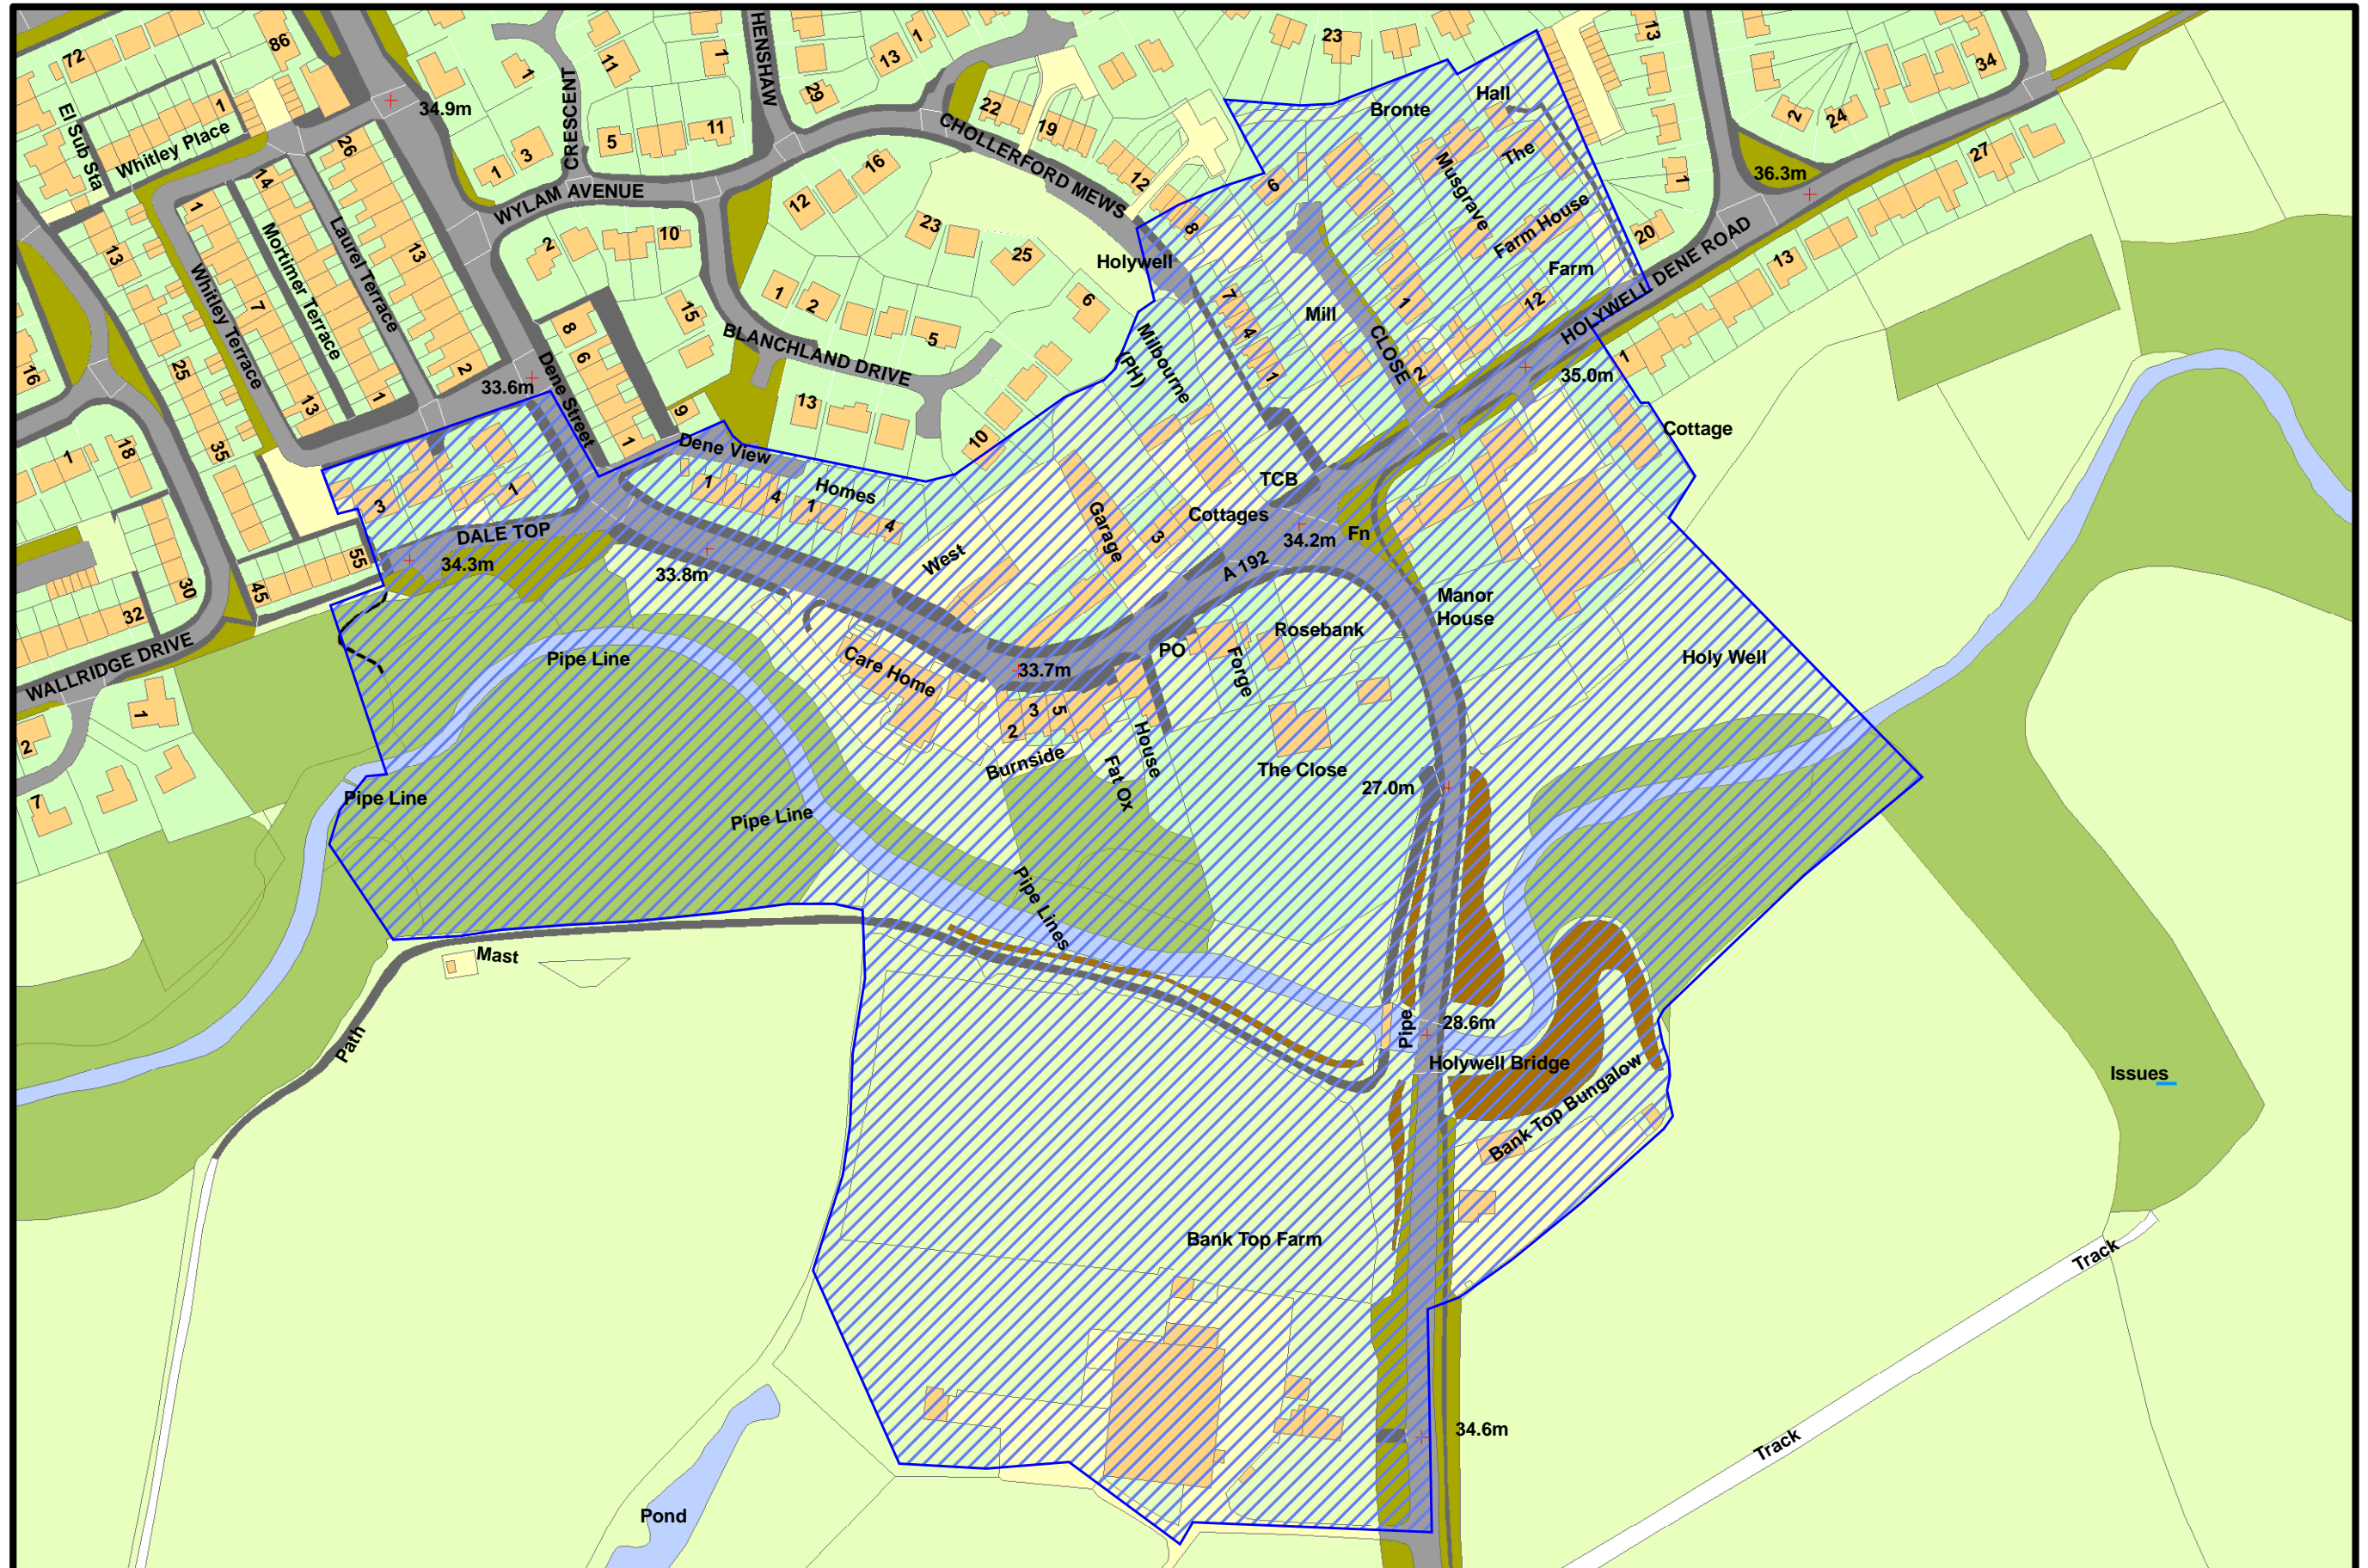 72
86
1
El Sub Sta
Whitley Place
1
34.9m
11
1
CRESCENT
HENSHAW
1
3
5
11
29
13
1
22
19
12
16
12
CHOLLERFORD MEWS
WYLAM AVENUE
23
13
34
2
24
27
36.3m
1
20
13
HOLYWELL DENE ROAD
Bronte
Hall
The
Musgrave
Farm House
Farm
12
6
8
Holywell
7
4
1
Mill
1
CLOSE
2
Milbourne
(PH)
35.0m
1
Cottage
26
14
1
13
Laurel Terrace
Mortimer Terrace
Whitley Terrace
7
13
1
2
13
25
35
16
1
18
2
10
15
23
25
6
1
2
5
BLANCHLAND DRIVE
13
10
8
6
1
9
Dene Street
33.6m
Dene View
1
4
Homes
1
4
3
1
DALE TOP
34.3m
55
45
30
32
WALLRIDGE DRIVE
1
2
7
33.8m
West
Garage
3
Cottages
TCB
A 192
34.2m
Fn
Manor
House
Rosebank
PO
Forge
33.7m
Care Home
3
5
2
Burnside
Fat Ox
House
The Close
27.0m
Holy Well
Pipe Line
Pipe Line
Pipe Line
Pipe Lines
Mast
Path
Pipe
28.6m
Holywell Bridge
Bank Top Bungalow
Issues
Bank Top Farm
Track
Track
34.6m
Pond